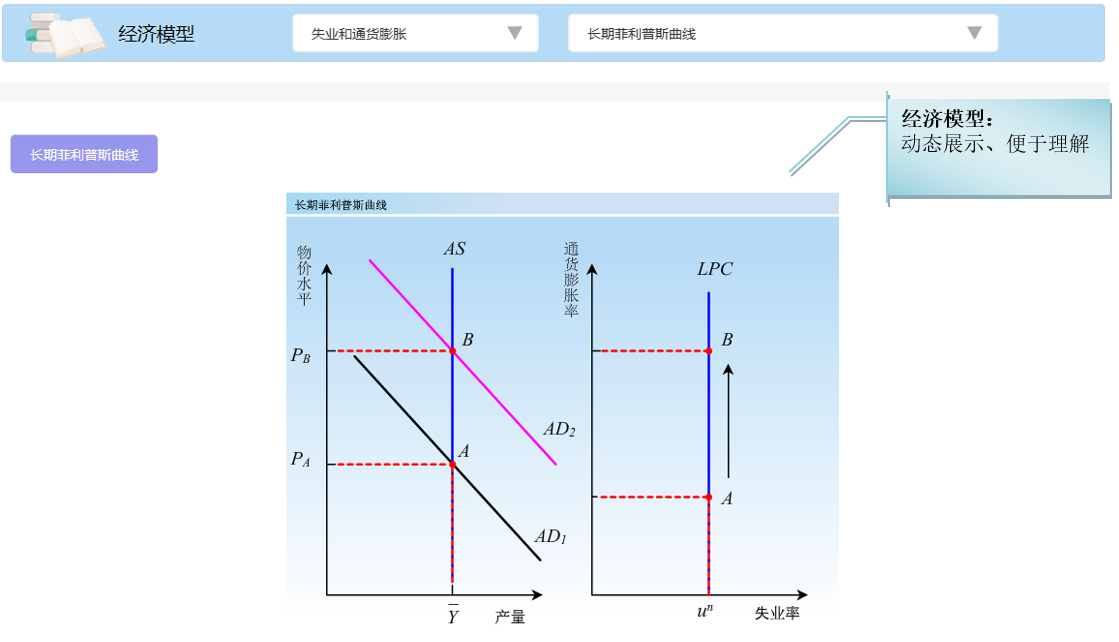 经济模型
失业和通货膨胀
长期菲利普斯曲线
经济模型：
动态展示、便于理解
长期菲利普斯曲线
长期菲利普斯曲线
物价水平
AS
B
P_B
AD₂
A
P_A
AD₁
Y̅
产量
通货膨胀率
LPC
B
A
uⁿ
失业率